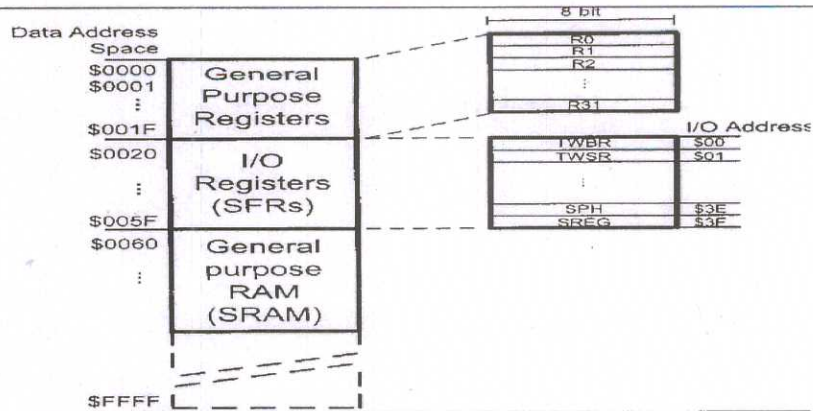 Data Address
Space
$0000
$0001
⋮
$001F
$0020
⋮
$005F
$0060
⋮
$FFFF
General
Purpose
Registers
I/O
Registers
(SFRs)
General
purpose
RAM
(SRAM)
8 bit
R0
R1
R2
⋮
R31
I/O Address
TWBR $00
TWSR $01
⋮
SPH $3E
SREG $3F